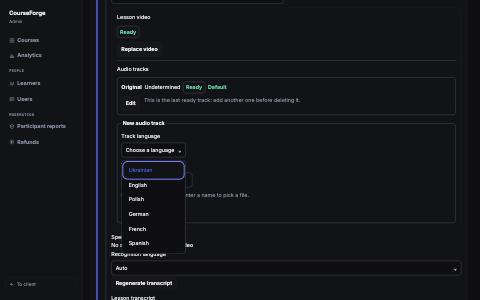 CourseForge
Admin
Courses
Analytics
PEOPLE
Learners
Users
Participant reports
Refunds
To client
Lesson video
Ready
Replace video
Audio tracks
Original Undetermined Ready Default
Edit
This is the last ready track: add another one before deleting it.
New audio track
Track language
Choose a language
Ukrainian
English
Polish
German
French
Spanish
enter a name to pick a file.
Recognition language
Auto
Regenerate transcript
Lesson transcript